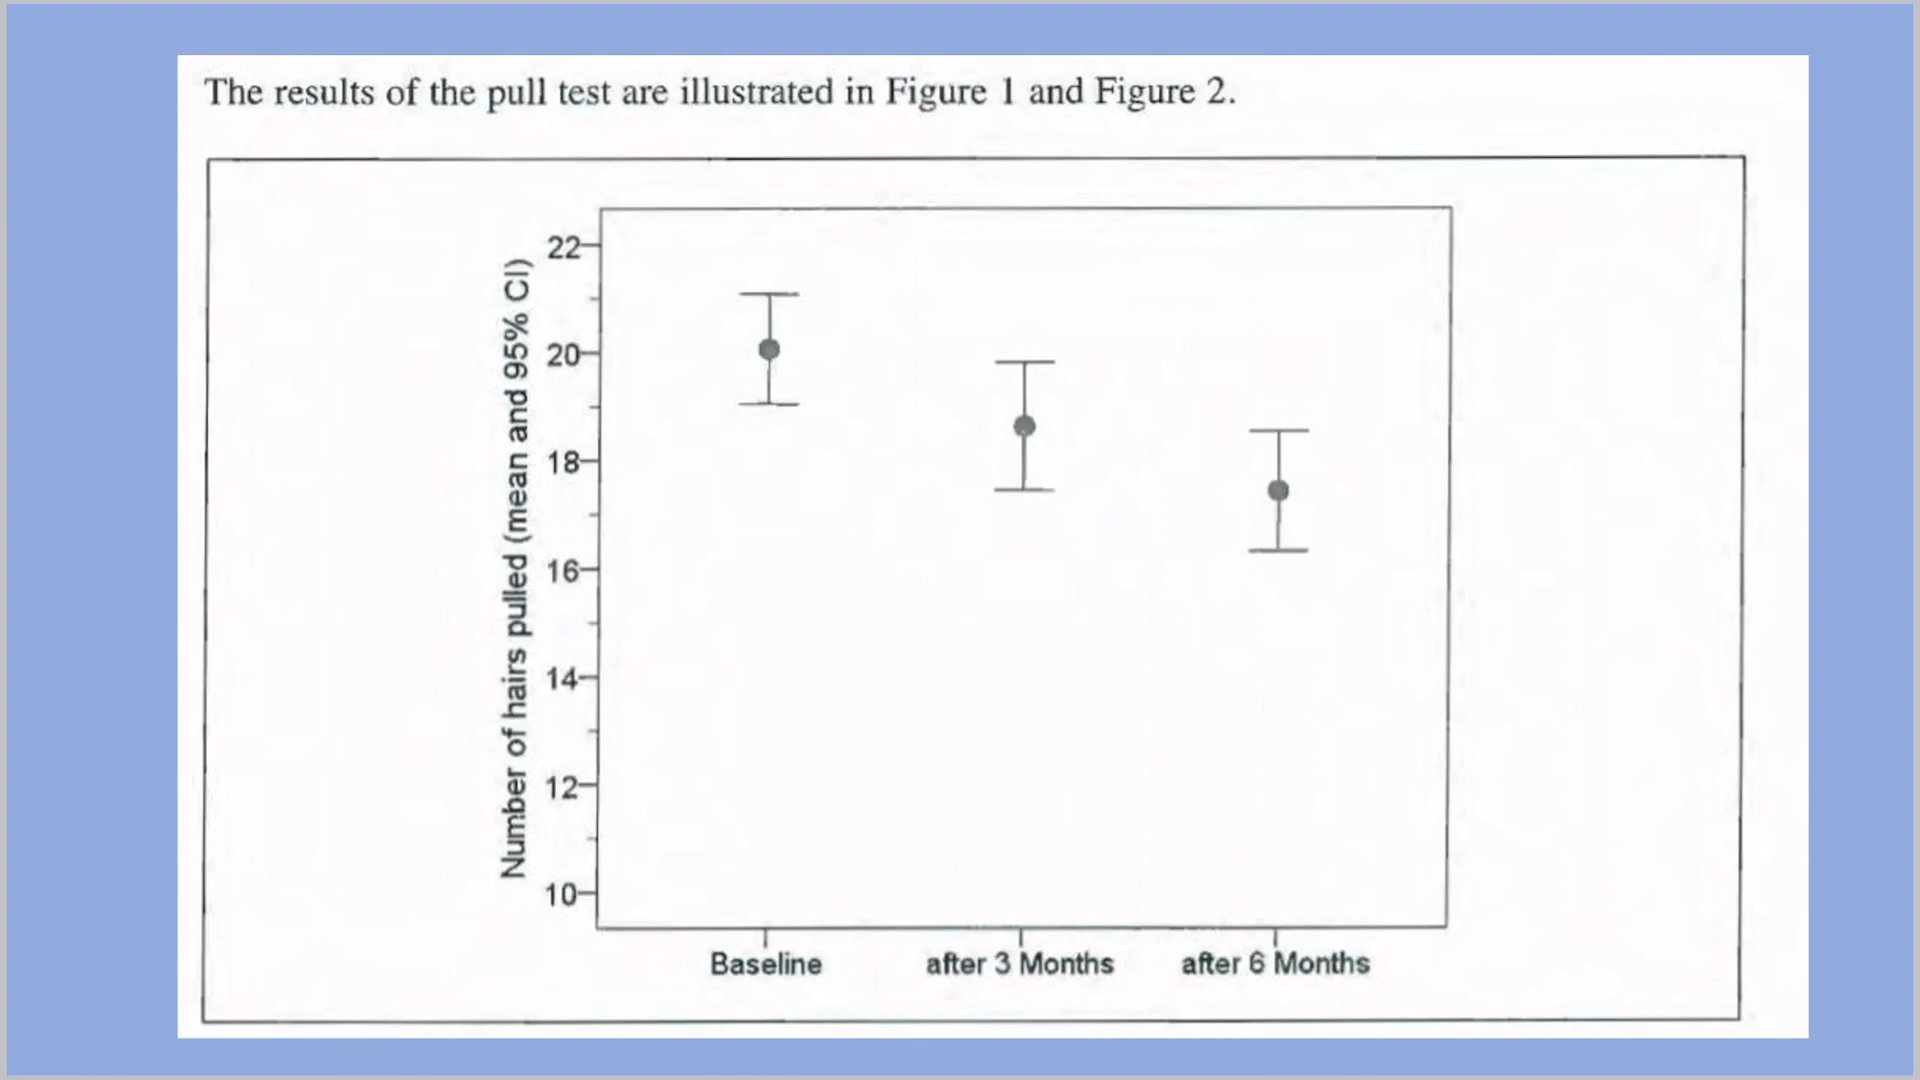 The results of the pull test are illustrated in Figure 1 and Figure 2.
Number of hairs pulled (mean and 95% CI)
22
20
18
16
14
12
10
Baseline
after 3 Months
after 6 Months